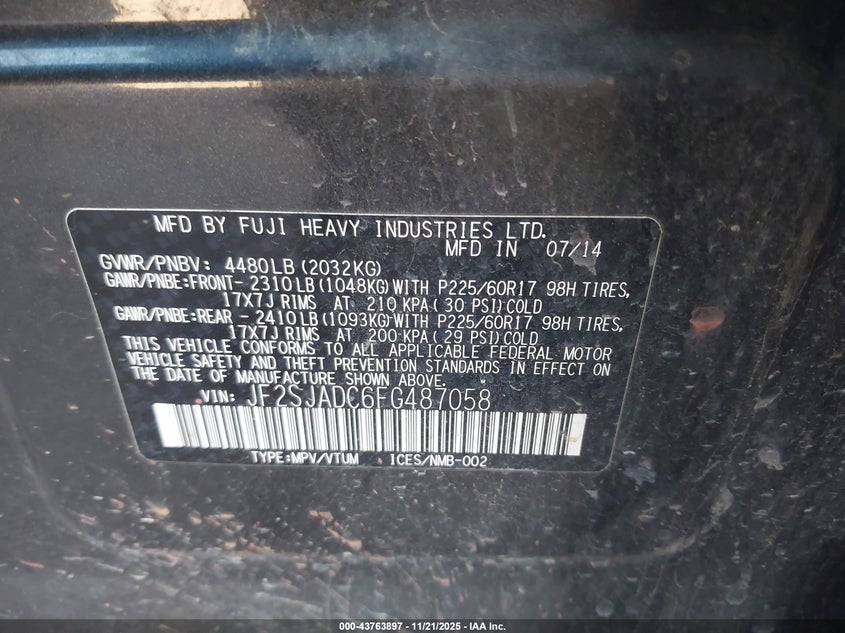 MFD BY FUJI HEAVY INDUSTRIES LTD.
MFD IN 07/14
GVWR/PNBV: 4480LB (2032KG)
GAWR/PNBE:FRONT- 2310LB (1048KG) WITH P225/60R17 98H TIRES,
17X7J RIMS AT 210 KPA( 30 PSI) COLD
GAWR/PNBE:REAR - 2410LB (1093KG) WITH P225/60R17 98H TIRES,
17X7J RIMS AT 200 KPA( 29 PSI) COLD
THIS VEHICLE CONFORMS TO ALL APPLICABLE FEDERAL MOTOR
VEHICLE SAFETY AND THEFT PREVENTION STANDARDS IN EFFECT ON
THE DATE OF MANUFACTURE SHOWN ABOVE.
VIN: JF2SJADC6FG487058
TYPE:MPV/VTUM ICES/NMB-002
000-43763897 - 11/21/2025 - IAA Inc.